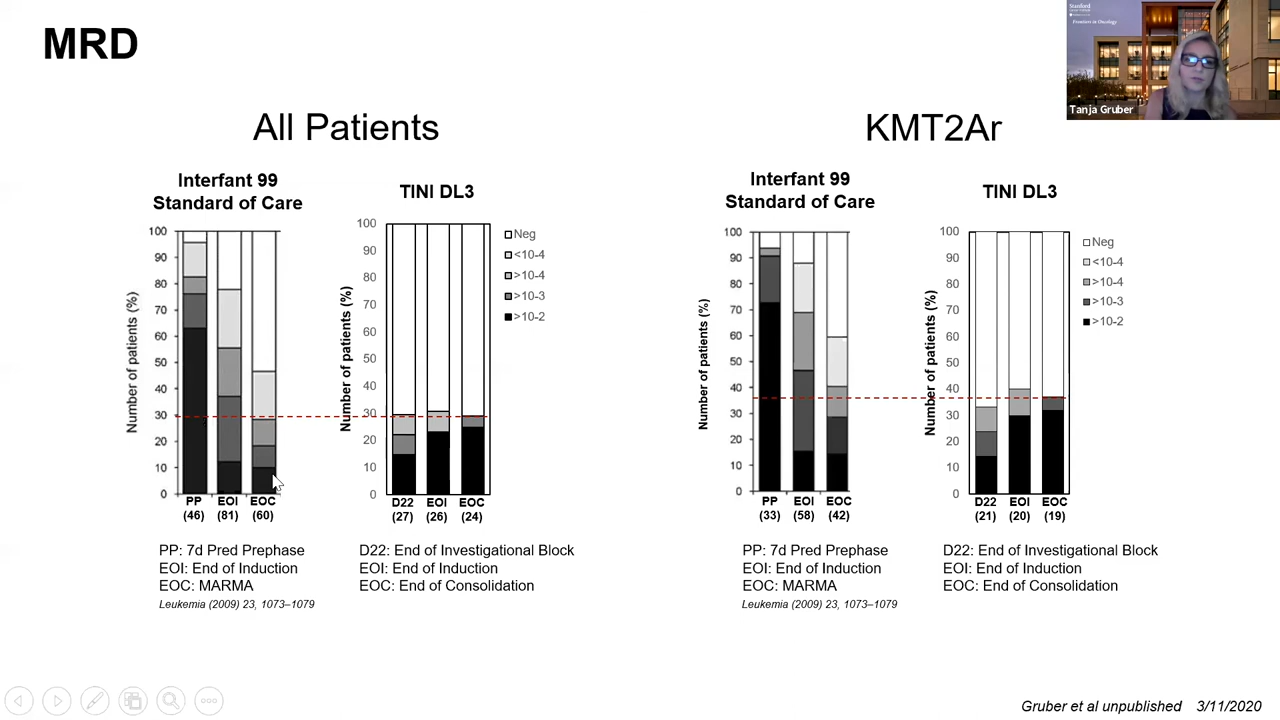 MRD
Stanford
Frontiers in Oncology
Tanja Gruber
All Patients
KMT2Ar
Interfant 99
Standard of Care
TINI DL3
Interfant 99
Standard of Care
TINI DL3
Number of patients (%)
100
90
80
70
60
50
40
30
20
10
0
PP EOI EOC
(46) (81) (60)
Number of patients (%)
100
90
80
70
60
50
40
30
20
10
0
D22 EOI EOC
(27) (26) (24)
Neg
<10-4
>10-4
>10-3
>10-2
Number of patients (%)
100
90
80
70
60
50
40
30
20
10
0
PP EOI EOC
(33) (58) (42)
Number of patients (%)
100
90
80
70
60
50
40
30
20
10
0
D22 EOI EOC
(21) (20) (19)
Neg
<10-4
>10-4
>10-3
>10-2
PP: 7d Pred Prephase
EOI: End of Induction
EOC: MARMA
Leukemia (2009) 23, 1073–1079
D22: End of Investigational Block
EOI: End of Induction
EOC: End of Consolidation
PP: 7d Pred Prephase
EOI: End of Induction
EOC: MARMA
Leukemia (2009) 23, 1073–1079
D22: End of Investigational Block
EOI: End of Induction
EOC: End of Consolidation
Gruber et al unpublished 3/11/2020